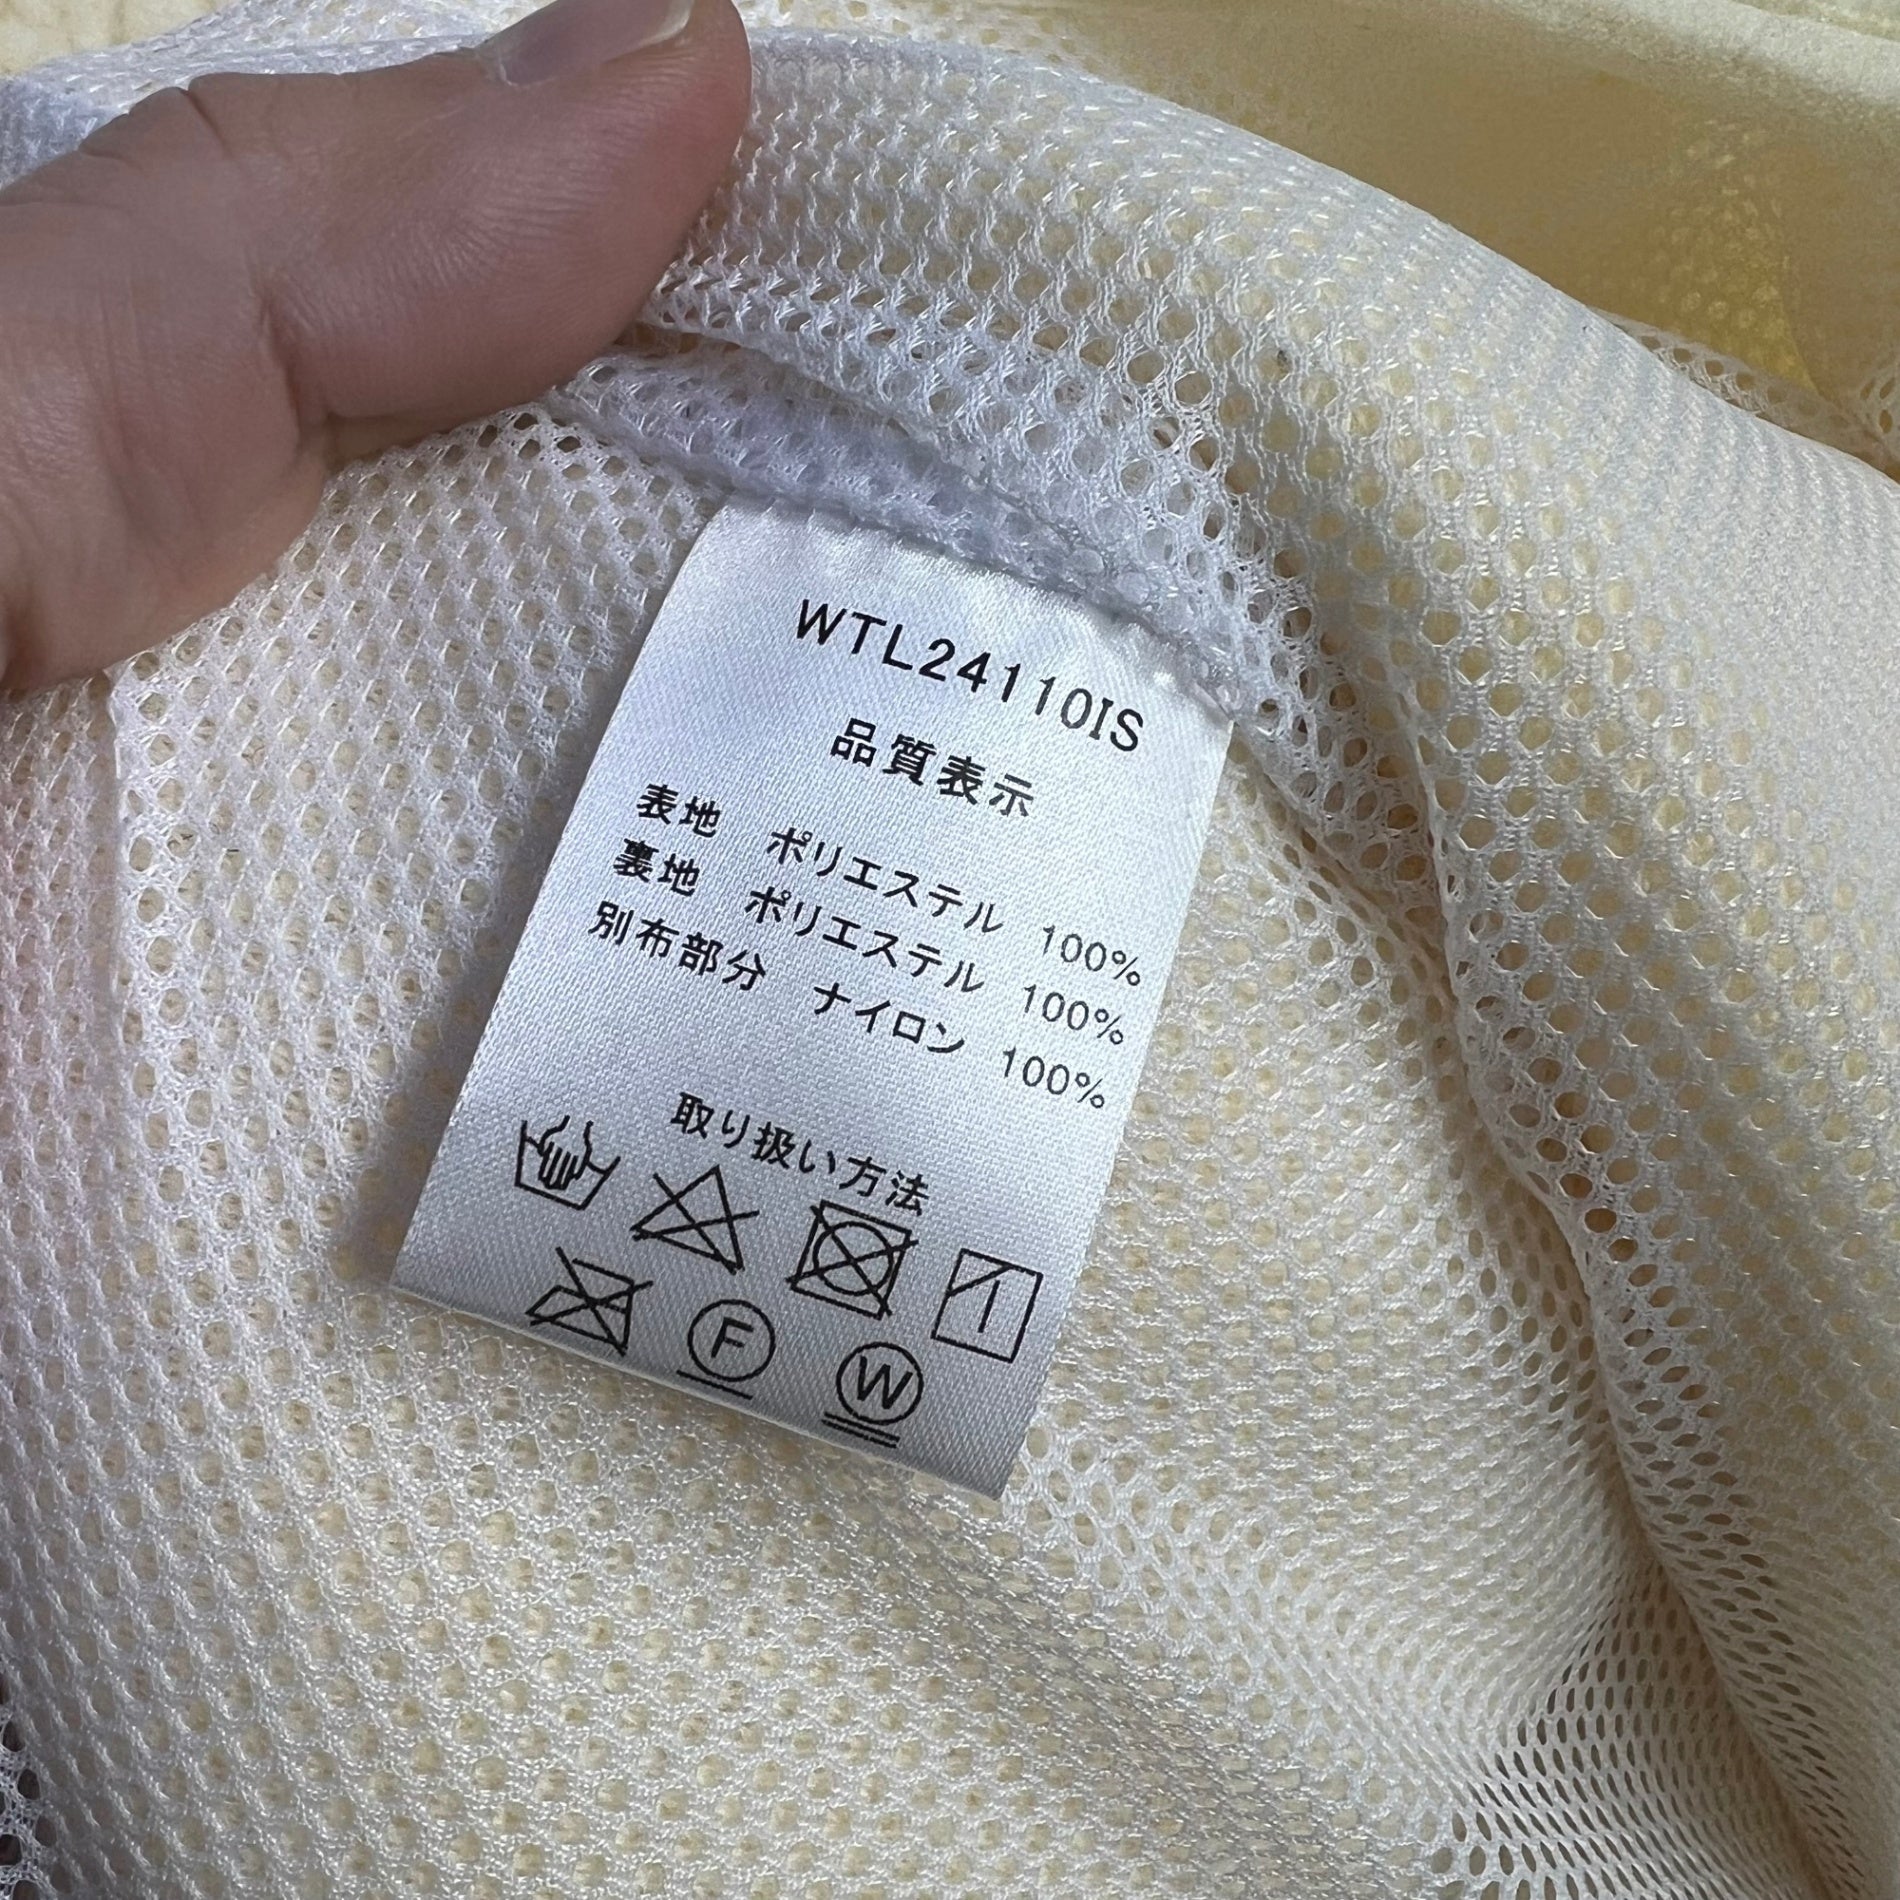 WTL24110IS
品質表示
表地 ポリエステル 100%
裏地 ポリエステル 100%
別布部分 ナイロン 100%
取り扱い方法
F
W